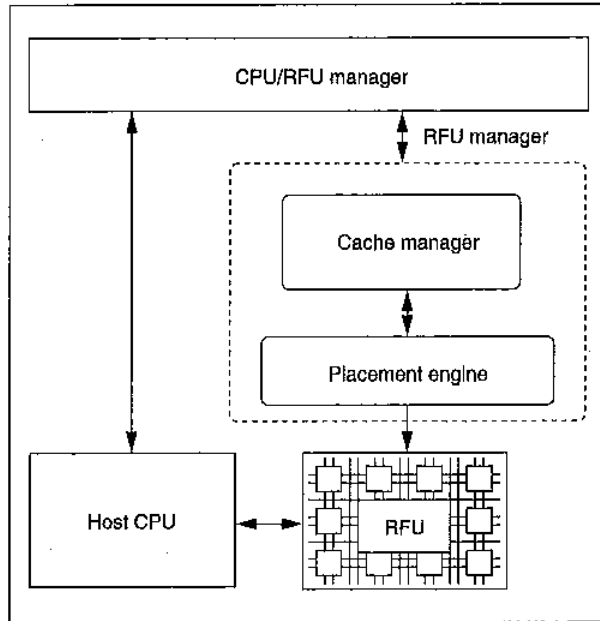 CPU/RFU manager
RFU manager
Cache manager
Placement engine
Host CPU
RFU